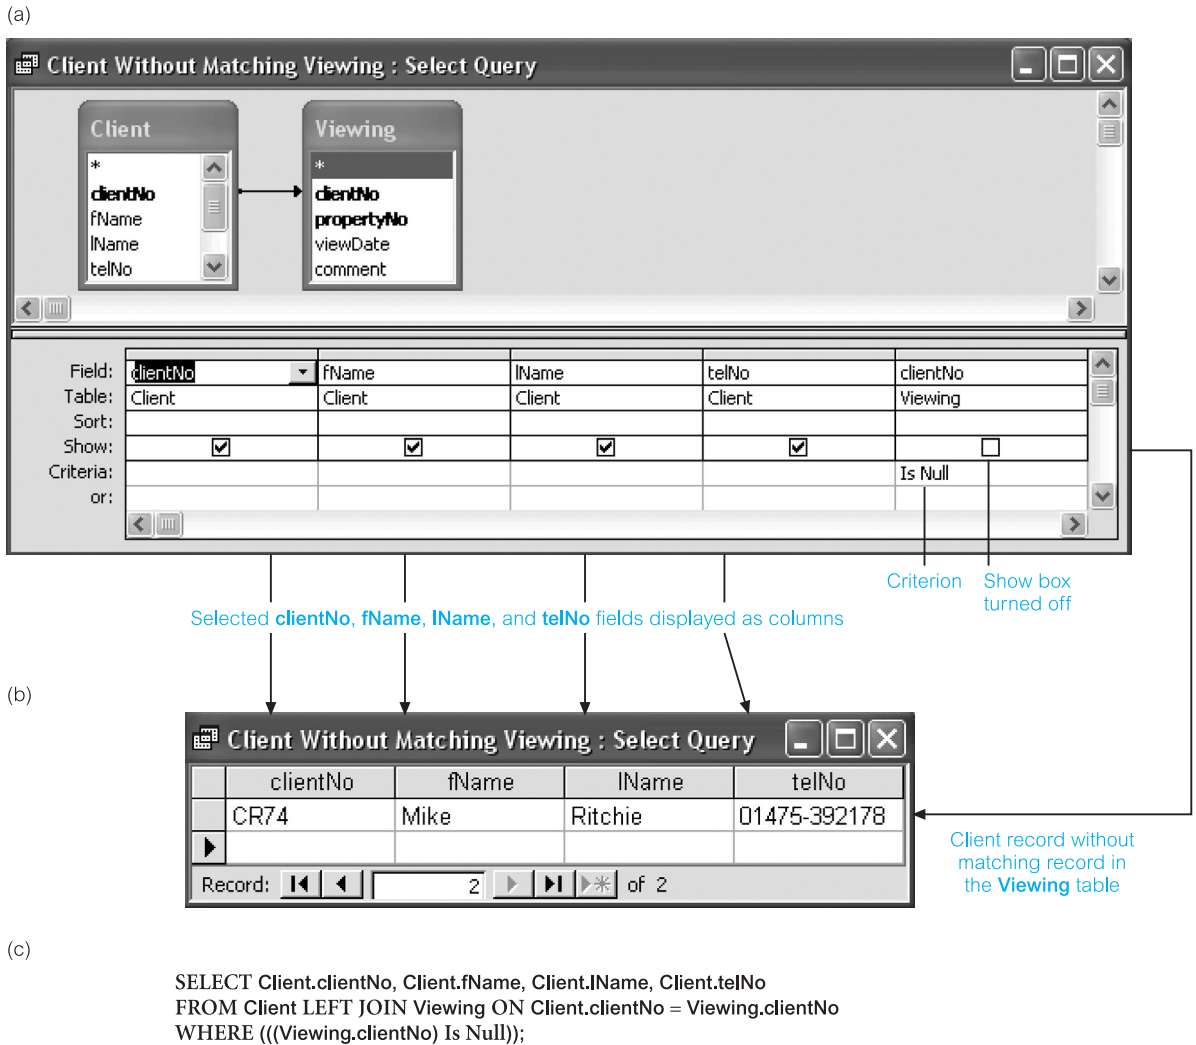 (a)
Client Without Matching Viewing : Select Query
Client
*
clientNo
fName
lName
telNo
Viewing
*
clientNo
propertyNo
viewDate
comment
Field: clientNo fName lName telNo clientNo
Table: Client Client Client Client Viewing
Sort:
Show:
Criteria: Is Null
or:
Criterion
Show box
turned off
Selected clientNo, fName, lName, and telNo fields displayed as columns
(b)
Client Without Matching Viewing : Select Query
clientNo fName lName telNo
CR74 Mike Ritchie 01475-392178
Record: 2 of 2
Client record without
matching record in
the Viewing table
(c)
SELECT Client.clientNo, Client.fName, Client.lName, Client.telNo
FROM Client LEFT JOIN Viewing ON Client.clientNo = Viewing.clientNo
WHERE (((Viewing.clientNo) Is Null));